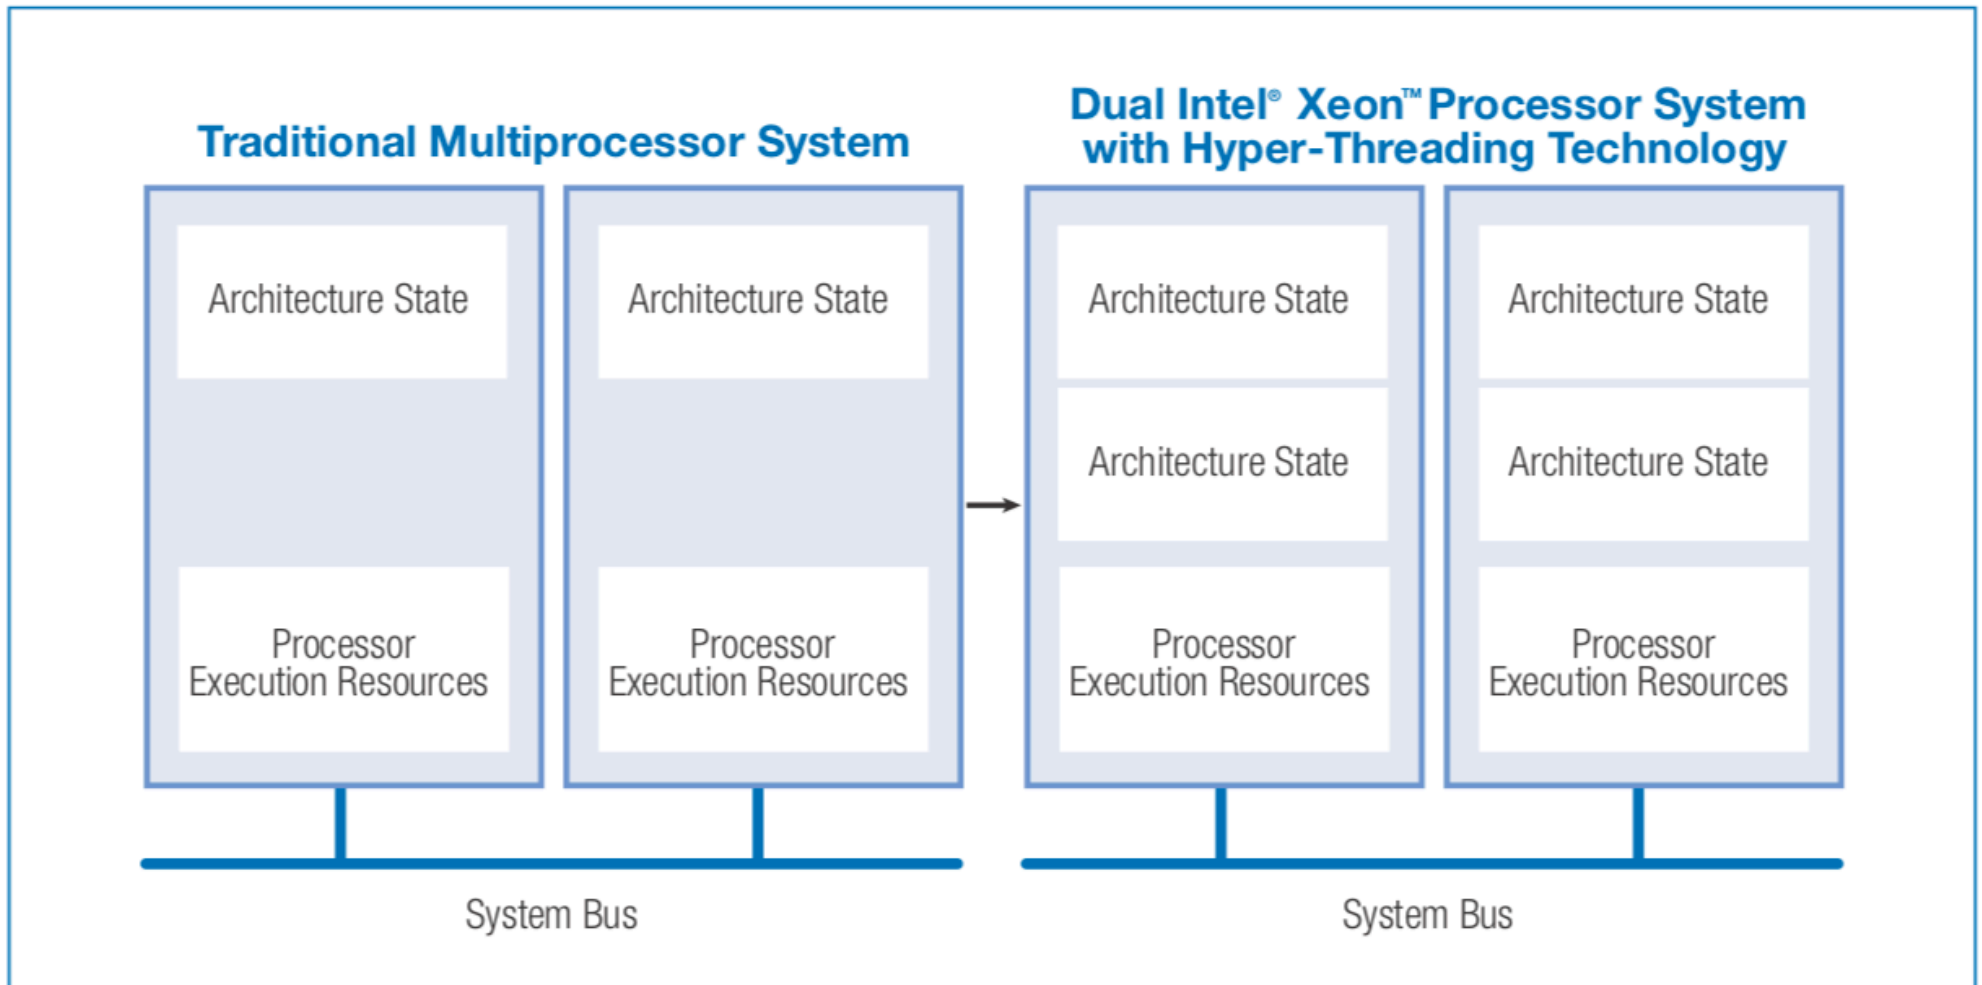 Traditional Multiprocessor System
Architecture State
Architecture State
Processor
Execution Resources
Processor
Execution Resources
System Bus
Dual Intel® Xeon™ Processor System
with Hyper-Threading Technology
Architecture State
Architecture State
Architecture State
Architecture State
Processor
Execution Resources
Processor
Execution Resources
System Bus